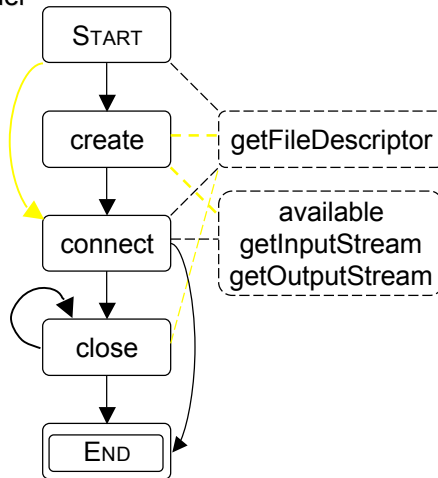 START
create
getFileDescriptor
available
connect
getInputStream
getOutputStream
close
END